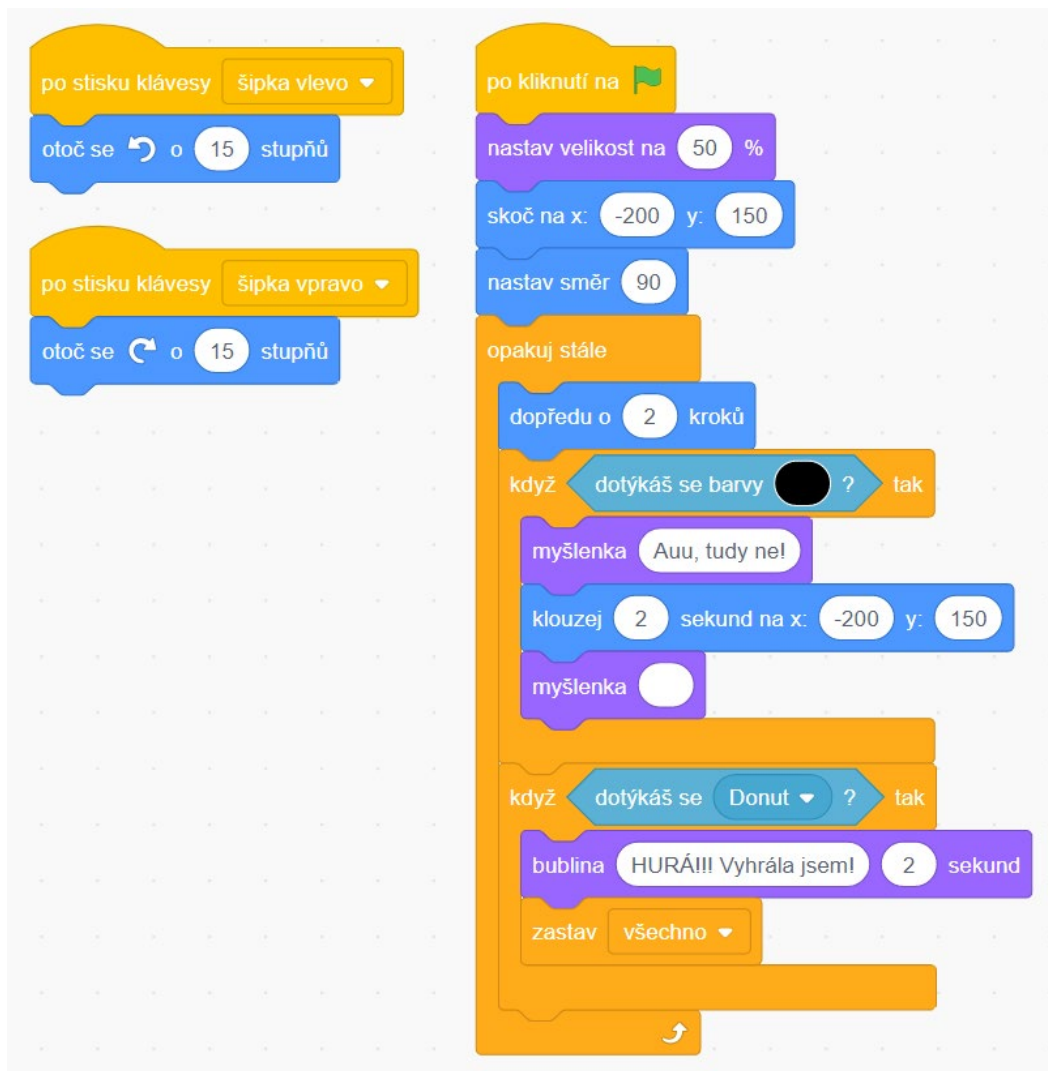 po stisku klávesy šipka vlevo
otoč se o 15 stupňů
po stisku klávesy šipka vpravo
otoč se o 15 stupňů
po kliknutí na
nastav velikost na 50 %
skoč na x: -200 y: 150
nastav směr 90
opakuj stále
dopředu o 2 kroků
když dotýkáš se barvy ? tak
myšlenka Auu, tudy ne!
klouzej 2 sekund na x: -200 y: 150
myšlenka
když dotýkáš se Donut ? tak
bublina HURÁ!!! Vyhrála jsem! 2 sekund
zastav všechno